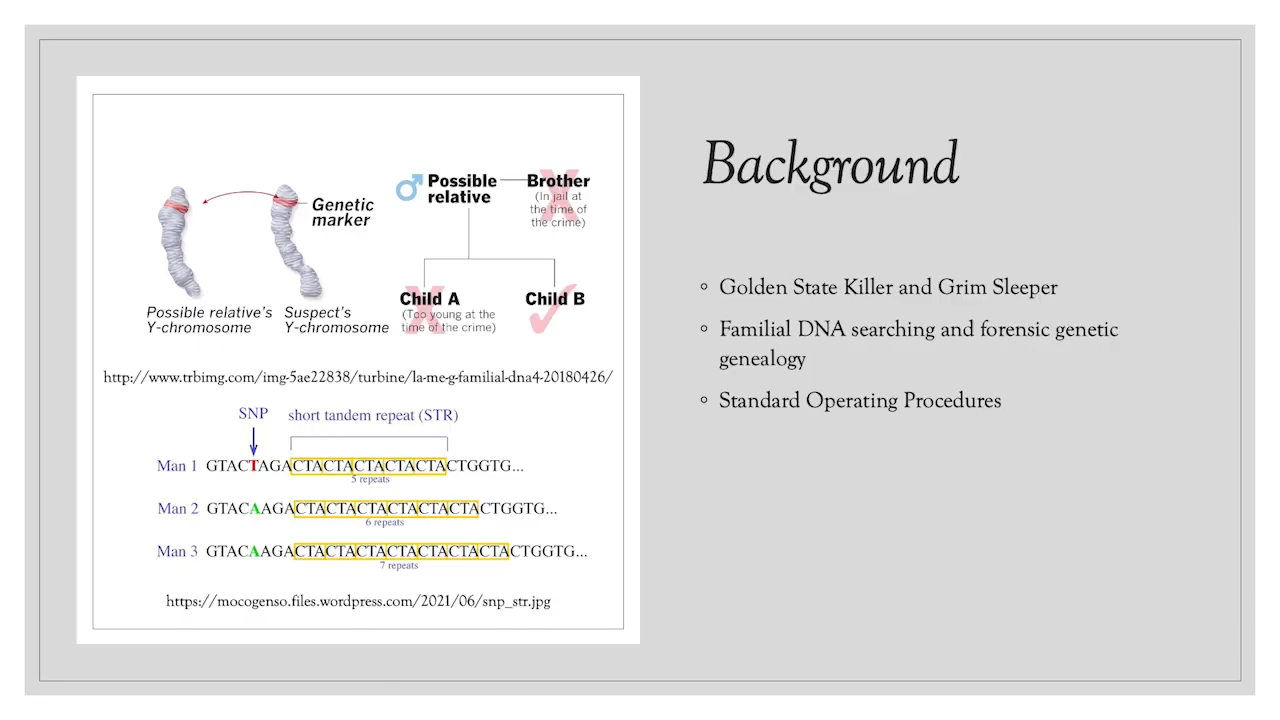 Genetic
marker
Possible relative's
Y-chromosome
Suspect's
Y-chromosome
Possible
relative
Brother
(In jail at
the time of
the crime)
Child A
(Too young at the
time of the crime)
Child B
http://www.trbimg.com/img-5ae22838/turbine/la-me-g-familial-dna4-20180426/
SNP
short tandem repeat (STR)
Man 1 GTACTAGACTACTACTACTACTACTGGTG...
5 repeats
Man 2 GTACAAGACTACTACTACTACTACTACTGGTG...
6 repeats
Man 3 GTACAAGACTACTACTACTACTACTACTACTGGTG...
7 repeats
https://mocogenso.files.wordpress.com/2021/06/snp_str.jpg
Background
◦ Golden State Killer and Grim Sleeper
◦ Familial DNA searching and forensic genetic
genealogy
◦ Standard Operating Procedures